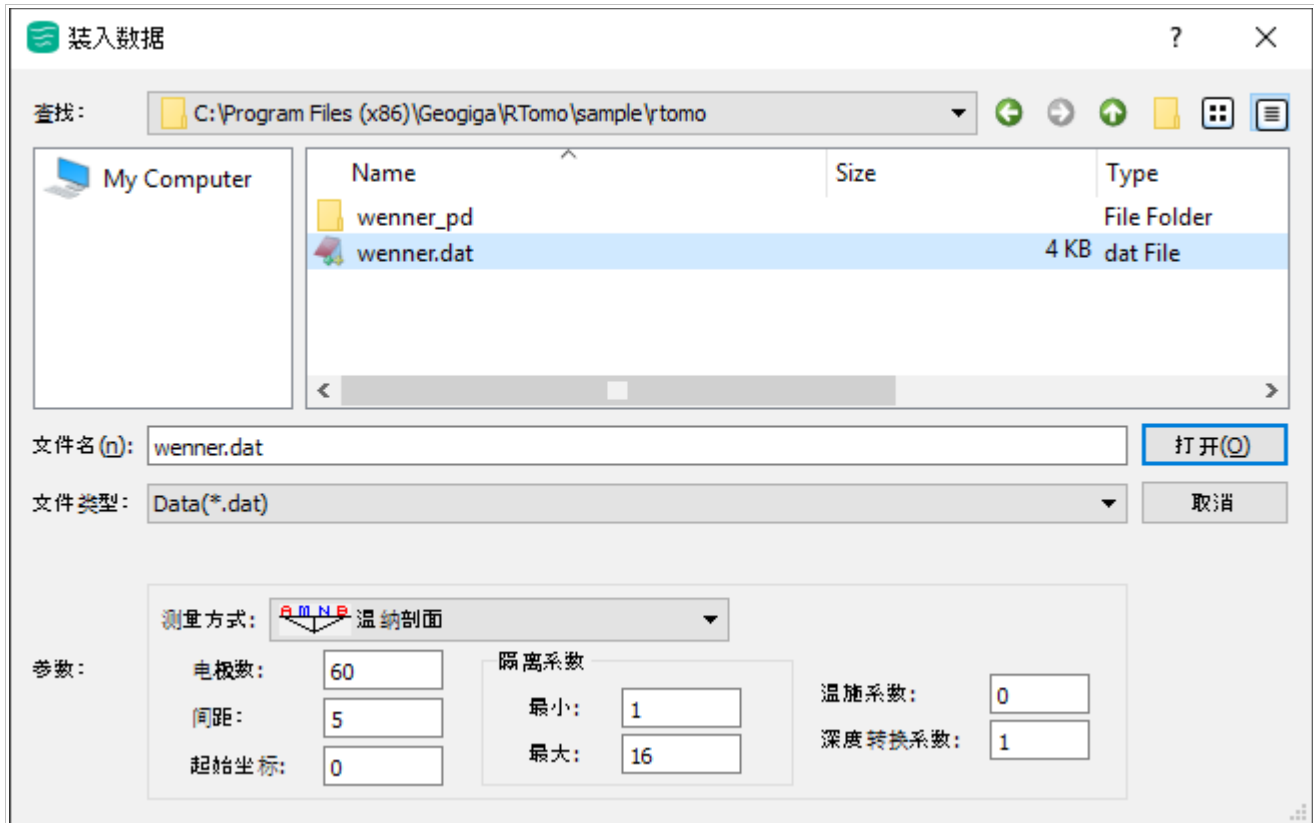 装入数据
?
查找:
C:\Program Files (x86)\Geogiga\RTomo\sample\rtomo
My Computer
Name Size Type
wenner_pd File Folder
wenner.dat 4 KB dat File
文件名(n): wenner.dat 打开(O)
文件类型: Data(*.dat) 取消
测量方式: A M N B 温纳剖面
参数:
电极数: 60
间距: 5
起始坐标: 0
隔离系数
最小: 1
最大: 16
温施系数: 0
深度转换系数: 1